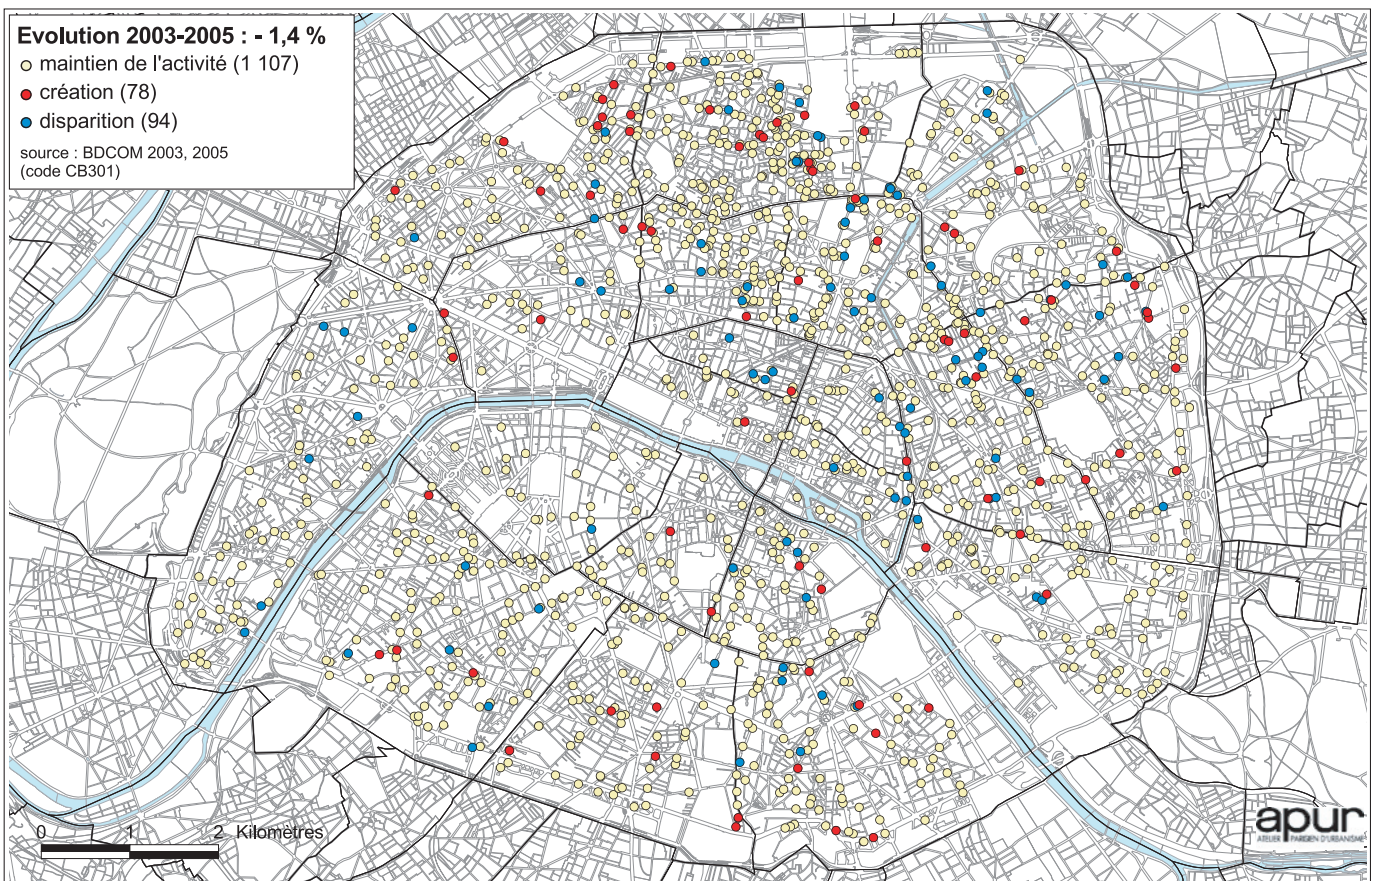 Evolution 2003-2005 : - 1,4 %
maintien de l'activité (1 107)
création (78)
disparition (94)
source : BDCOM 2003, 2005
(code CB301)
0 1 2 Kilomètres
apur
ATELIER PARISIEN D'URBANISME